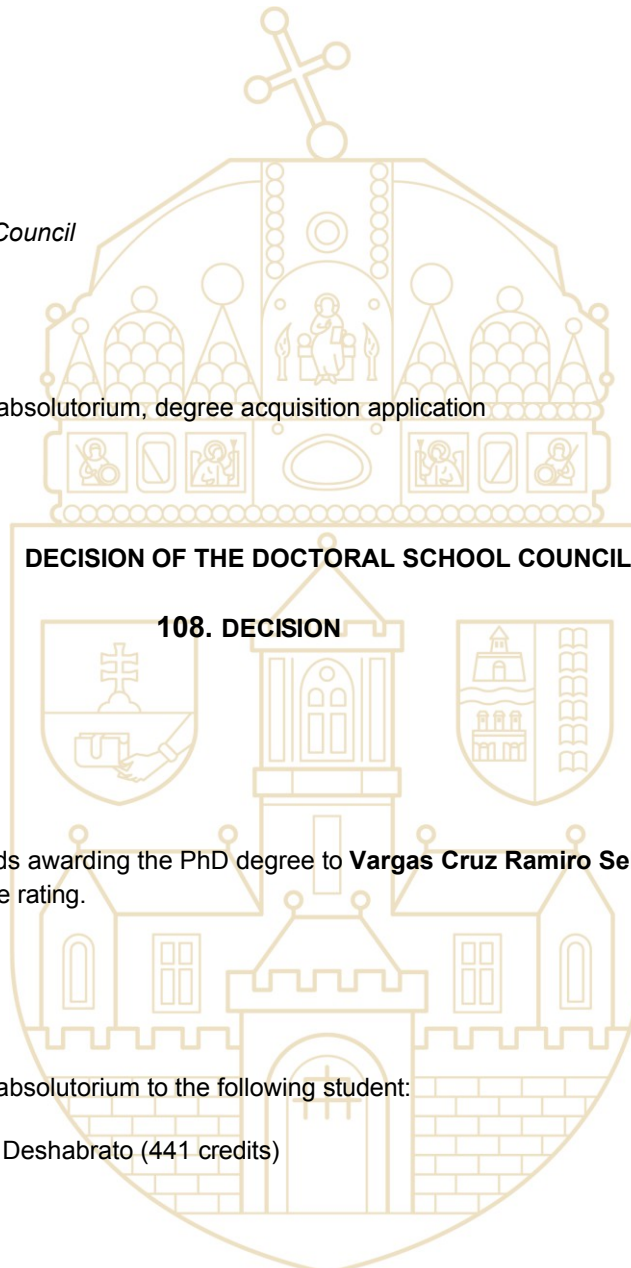 Council
absolutorium, degree acquisition application
DECISION OF THE DOCTORAL SCHOOL COUNCIL
108. DECISION
ds awarding the PhD degree to Vargas Cruz Ramiro Se
e rating.
absolutorium to the following student:
Deshabrato (441 credits)